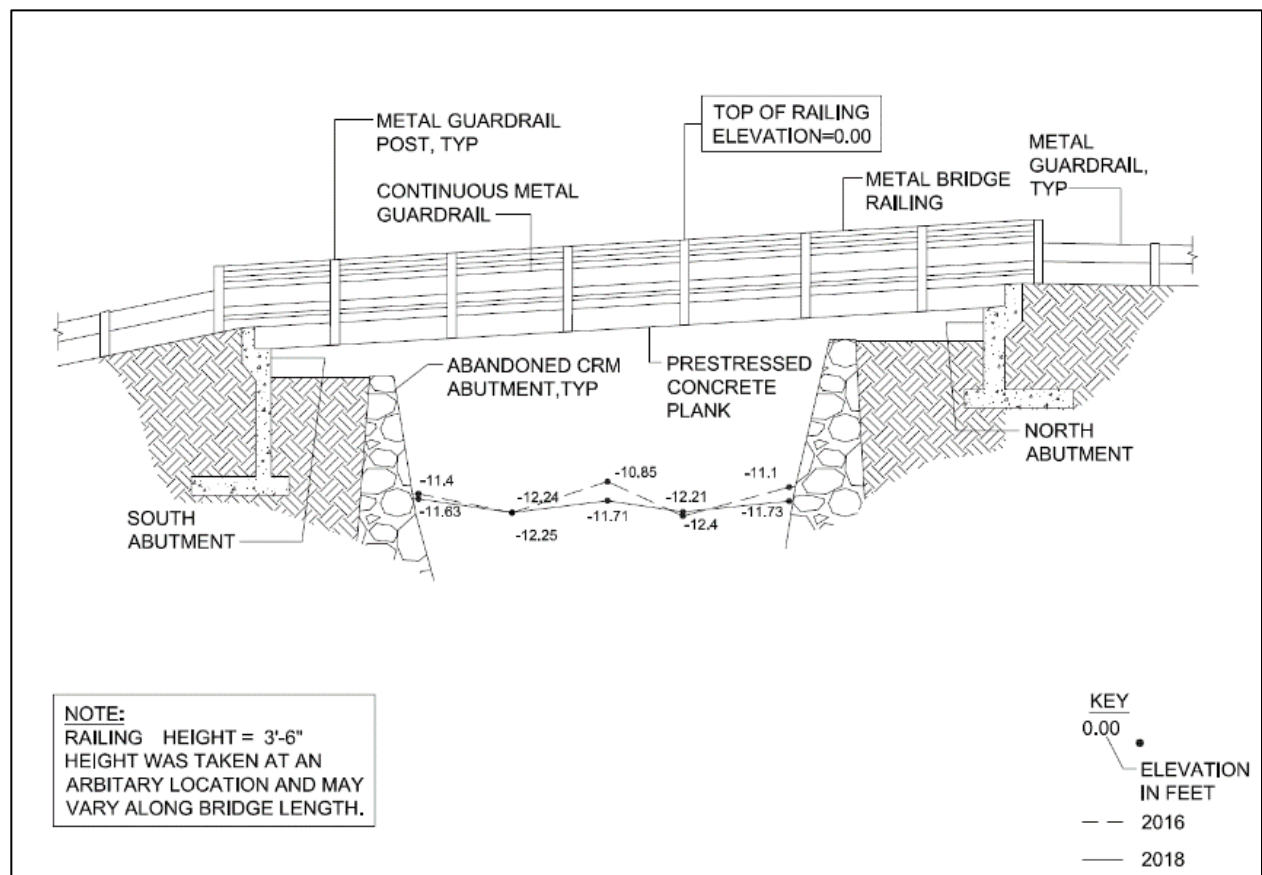 METAL GUARDRAIL
POST, TYP
CONTINUOUS METAL
GUARDRAIL
TOP OF RAILING
ELEVATION=0.00
METAL BRIDGE
RAILING
METAL
GUARDRAIL,
TYP
ABANDONED CRM
ABUTMENT,TYP
PRESTRESSED
CONCRETE
PLANK
NORTH
ABUTMENT
SOUTH
ABUTMENT
-11.4
-12.24
-10.85
-12.21
-11.1
-11.63
-12.25
-11.71
-12.4
-11.73
NOTE:
RAILING HEIGHT = 3'-6"
HEIGHT WAS TAKEN AT AN
ARBITARY LOCATION AND MAY
VARY ALONG BRIDGE LENGTH.
KEY
0.00
ELEVATION
IN FEET
2016
2018